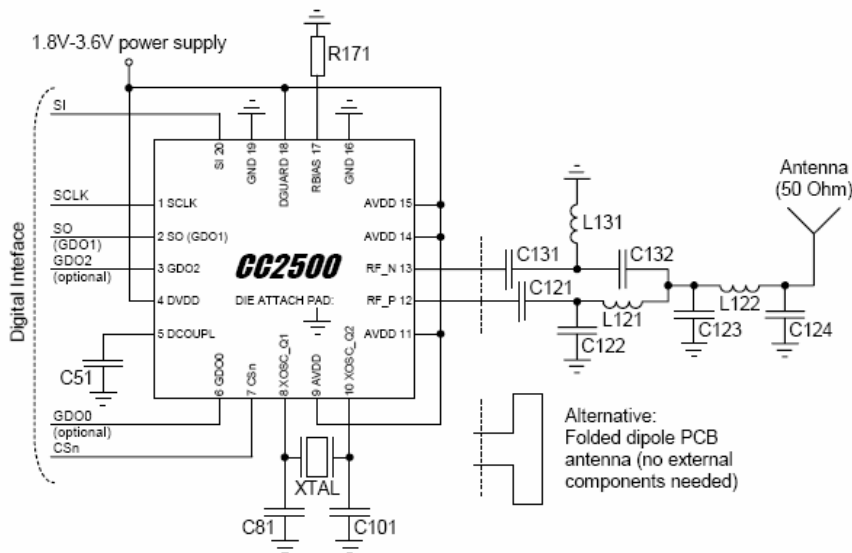 1.8V-3.6V power supply
R171
Digital Inteface
SI
SI 20
GND 19
DGUARD 18
RBIAS 17
GND 16
Antenna
(50 Ohm)
SCLK
1 SCLK
AVDD 15
L131
SO
(GDO1)
2 SO (GDO1)
AVDD 14
C131
C132
GDO2
(optional)
3 GDO2
CC2500
RF_N 13
DIE ATTACH PAD:
C121
4 DVDD
RF_P 12
L121
L122
5 DCOUPL
AVDD 11
C122
C123
C124
C51
6 GDO0
7 CSn
8 XOSC_Q1
9 AVDD
10 XOSC_Q2
GDO0
(optional)
CSn
XTAL
C81
C101
Alternative:
Folded dipole PCB
antenna (no external
components needed)